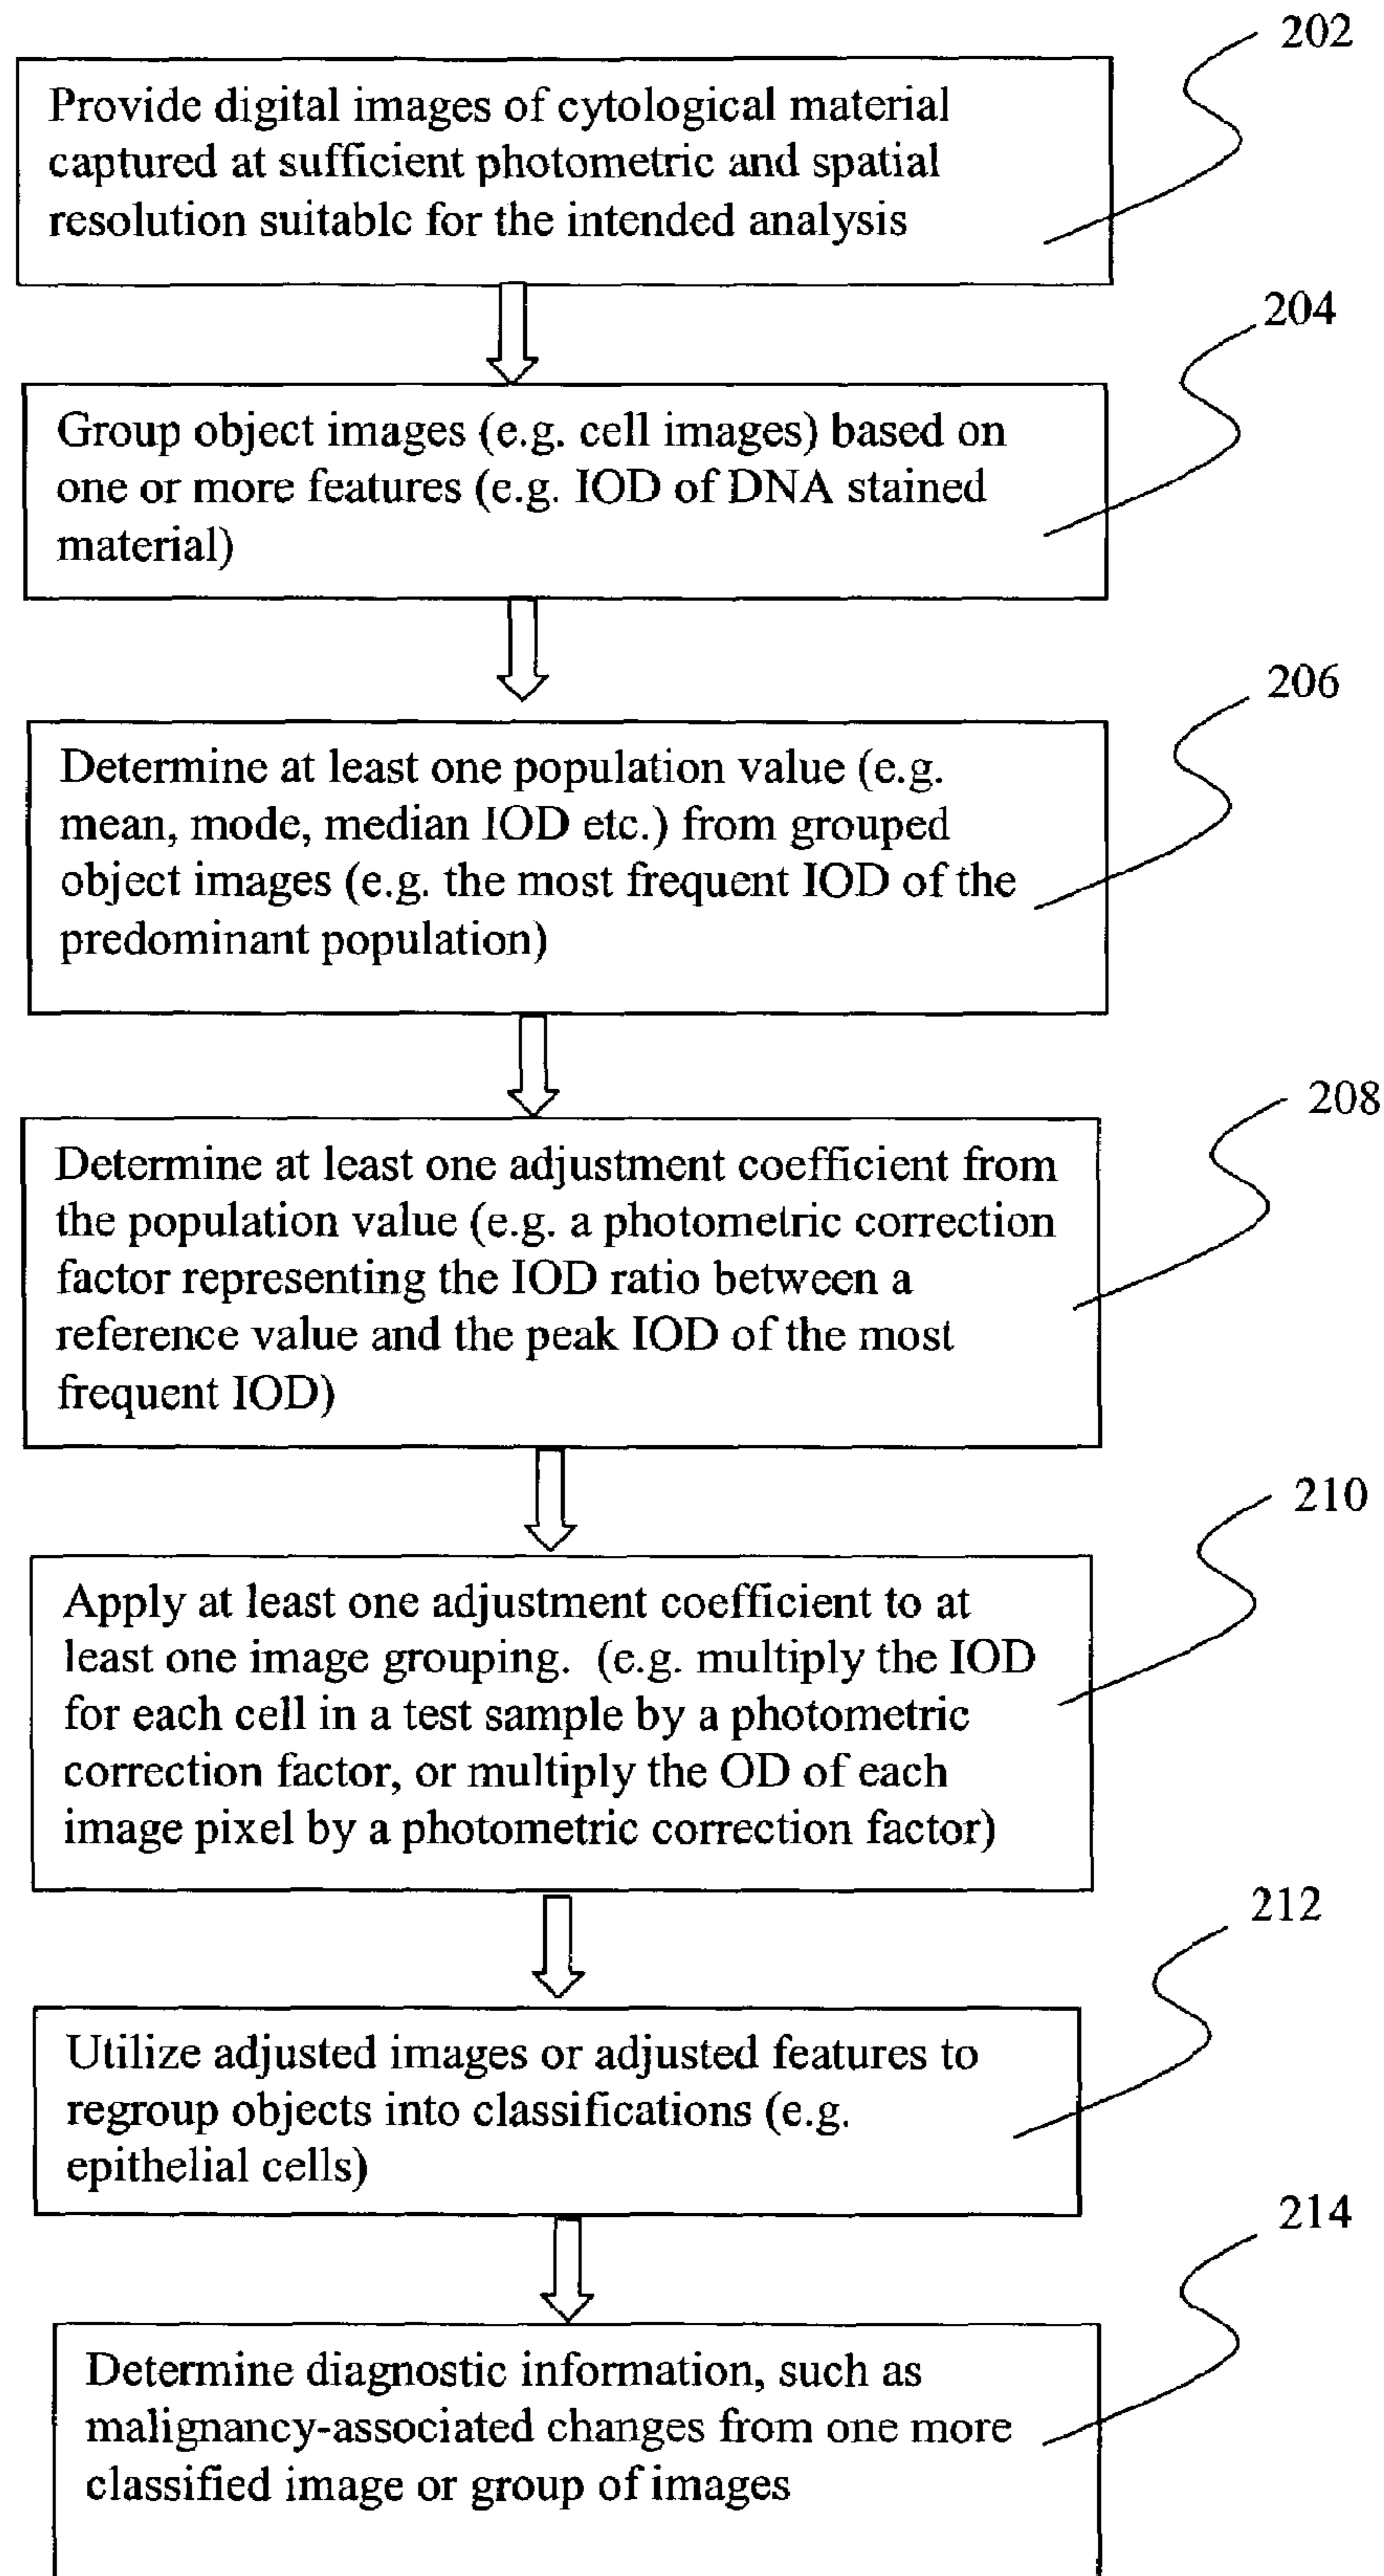 202
Provide digital images of cytological material
captured at sufficient photometric and spatial
resolution suitable for the intended analysis
204
Group object images (e.g. cell images) based on
one or more features (e.g. IOD of DNA stained
material)
206
Determine at least one population value (e.g.
mean, mode, median IOD etc.) from grouped
object images (e.g. the most frequent IOD of the
predominant population)
208
Determine at least one adjustment coefficient from
the population value (e.g. a photometric correction
factor representing the IOD ratio between a
reference value and the peak IOD of the most
frequent IOD)
210
Apply at least one adjustment coefficient to at
least one image grouping.  (e.g. multiply the IOD
for each cell in a test sample by a photometric
correction factor, or multiply the OD of each
image pixel by a photometric correction factor)
212
Utilize adjusted images or adjusted features to
regroup objects into classifications (e.g.
epithelial cells)
214
Determine diagnostic information, such as
malignancy-associated changes from one more
classified image or group of images